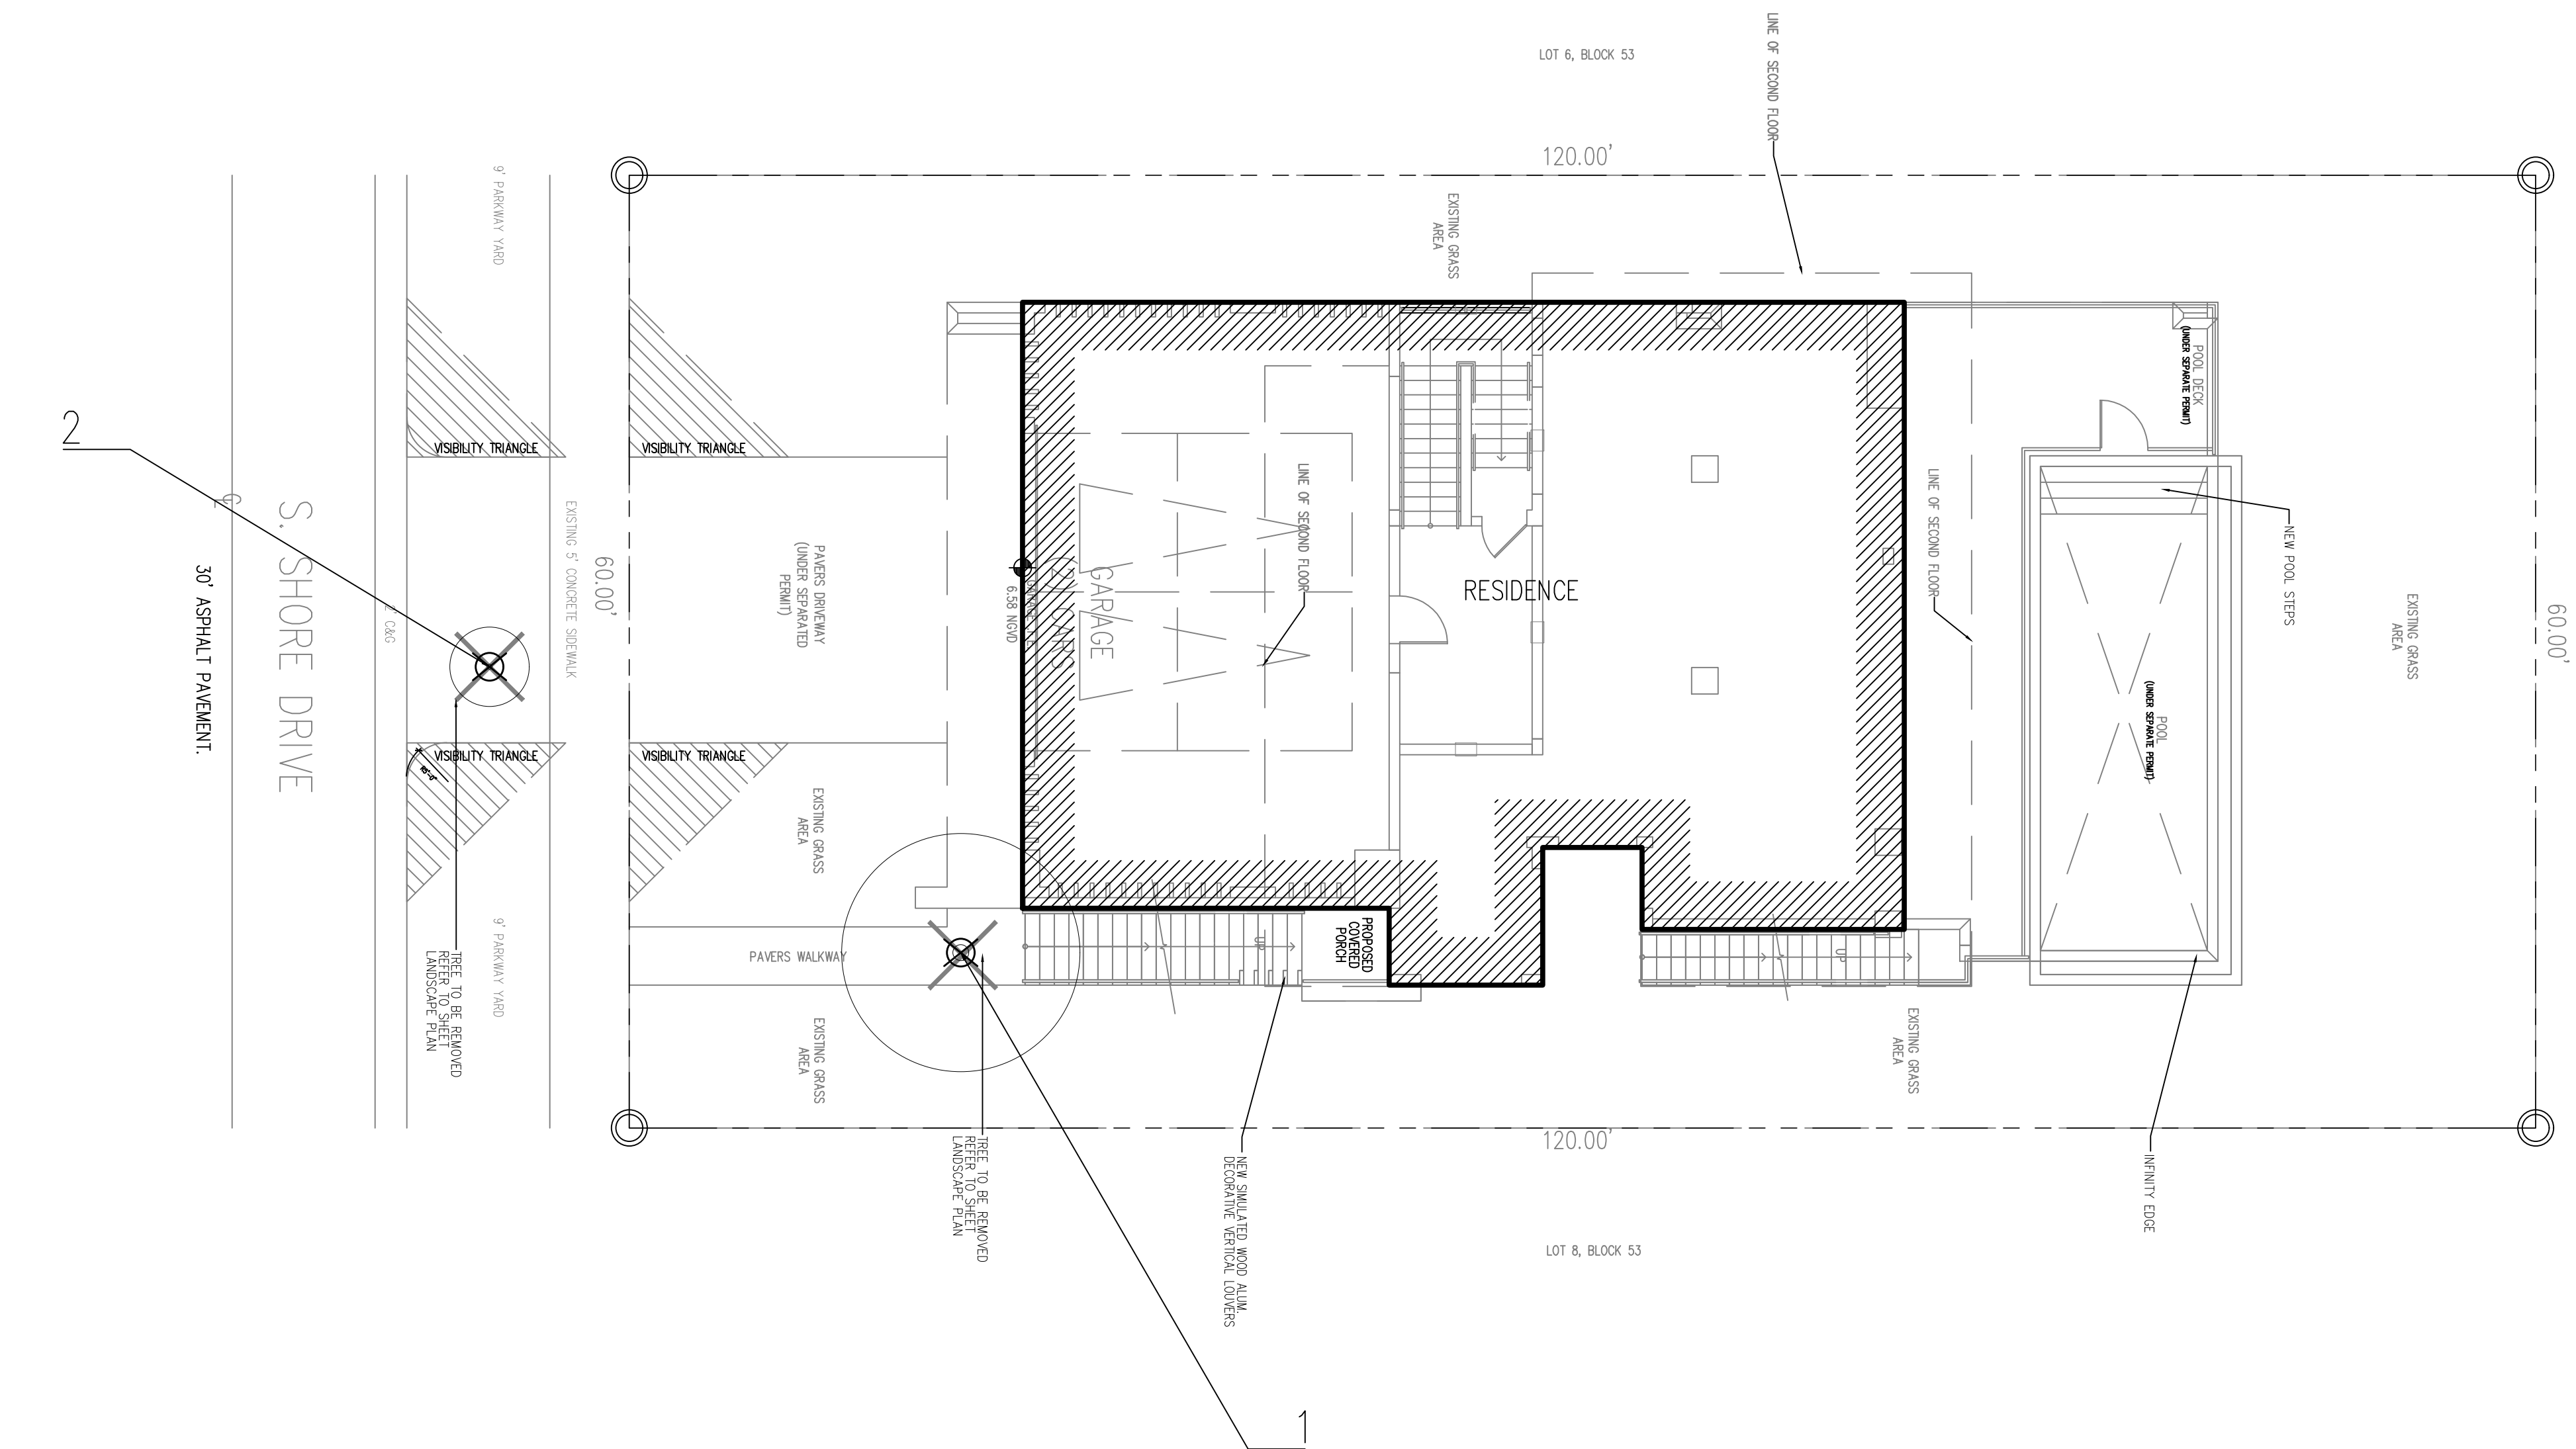 LOT 6, BLOCK 53
LINE OF SECOND FLOOR
120.00'
9' PARKWAY YARD
EXISTING GRASS
AREA
POOL DECK
(UNDER SEPARATE PERMIT)
2
VISIBILITY TRIANGLE
VISIBILITY TRIANGLE
LINE OF SECOND FLOOR
LINE OF SECOND FLOOR
NEW POOL STEPS
S. SHORE DRIVE
30' ASPHALT PAVEMENT.
2' C&G
EXISTING 5' CONCRETE SIDEWALK
60.00'
PAVERS DRIVEWAY
(UNDER SEPARATED
PERMIT)
6.58 NGVD
GARAGE
(2) CARS
RESIDENCE
EXISTING GRASS
AREA
60.00'
POOL
(UNDER SEPARATE PERMIT)
VISIBILITY TRIANGLE
R5'-0"
VISIBILITY TRIANGLE
EXISTING GRASS
AREA
9' PARKWAY YARD
TREE TO BE REMOVED
REFER TO SHEET
LANDSCAPE PLAN
PAVERS WALKWAY
UP
PROPOSED
COVERED
PORCH
UP
EXISTING GRASS
AREA
EXISTING GRASS
AREA
120.00'
TREE TO BE REMOVED
REFER TO SHEET
LANDSCAPE PLAN
NEW SIMULATED WOOD ALUM.
DECORATIVE VERTICAL LOUVERS
INFINITY EDGE
LOT 8, BLOCK 53
1